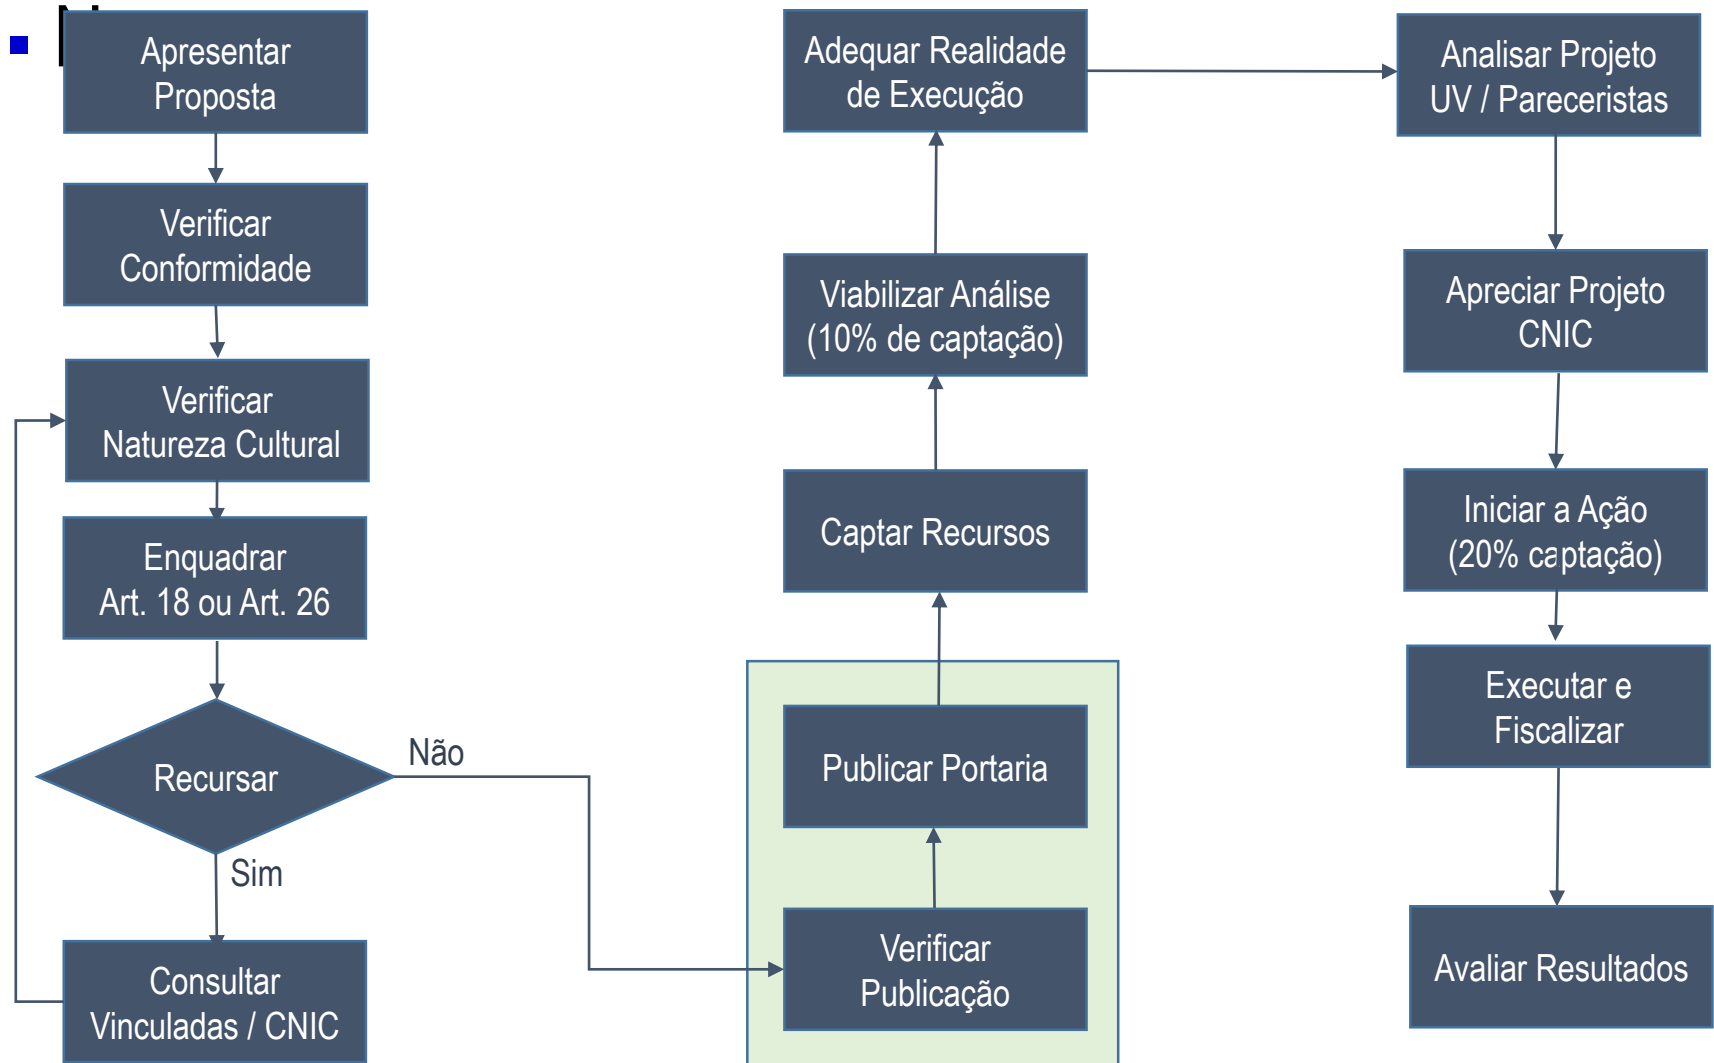 Apresentar
Proposta
Verificar
Conformidade
Verificar
Natureza Cultural
Enquadrar
Art. 18 ou Art. 26
Recursar
Não
Sim
Consultar
Vinculadas / CNIC
Adequar Realidade
de Execução
Viabilizar Análise
(10% de captação)
Captar Recursos
Publicar Portaria
Verificar
Publicação
Analisar Projeto
UV / Pareceristas
Apreciar Projeto
CNIC
Iniciar a Ação
(20% captação)
Executar e
Fiscalizar
Avaliar Resultados